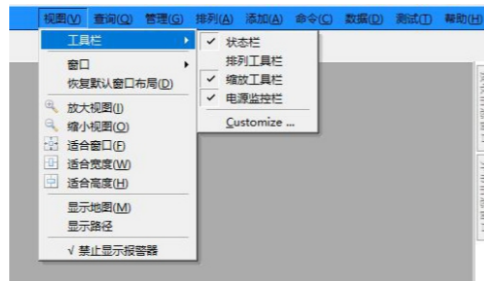 视图(V) 查询(Q) 管理(G) 排列(A) 添加(A) 命令(C) 数据(D) 测试(T) 帮助(H)
工具栏
窗口
恢复默认窗口布局(D)
放大视图(I)
缩小视图(O)
适合窗口(F)
适合宽度(W)
适合高度(H)
显示地图(M)
显示路径
√ 禁止显示报警器
状态栏
排列工具栏
缩放工具栏
电源监控栏
Customize ...